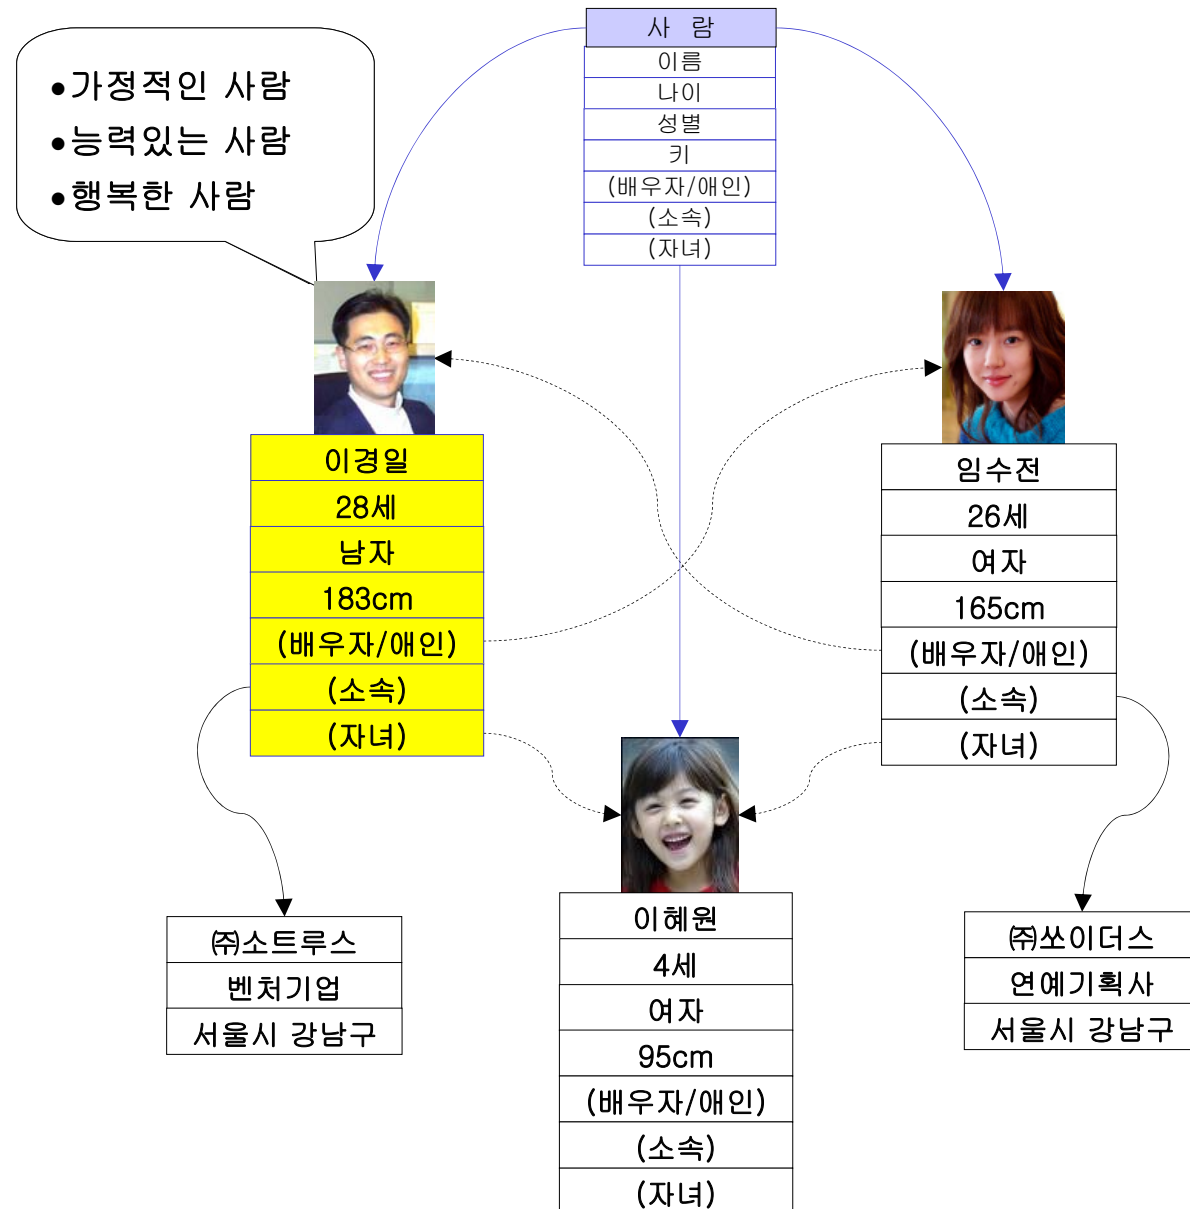 사 람
이름
나이
성별
키
(배우자/애인)
(소속)
(자녀)
•가정적인 사람
•능력있는 사람
•행복한 사람
이경일
28세
남자
183cm
(배우자/애인)
(소속)
(자녀)
임수전
26세
여자
165cm
(배우자/애인)
(소속)
(자녀)
㈜소트루스
벤처기업
서울시 강남구
이혜원
4세
여자
95cm
(배우자/애인)
(소속)
(자녀)
㈜쏘이더스
연예기획사
서울시 강남구